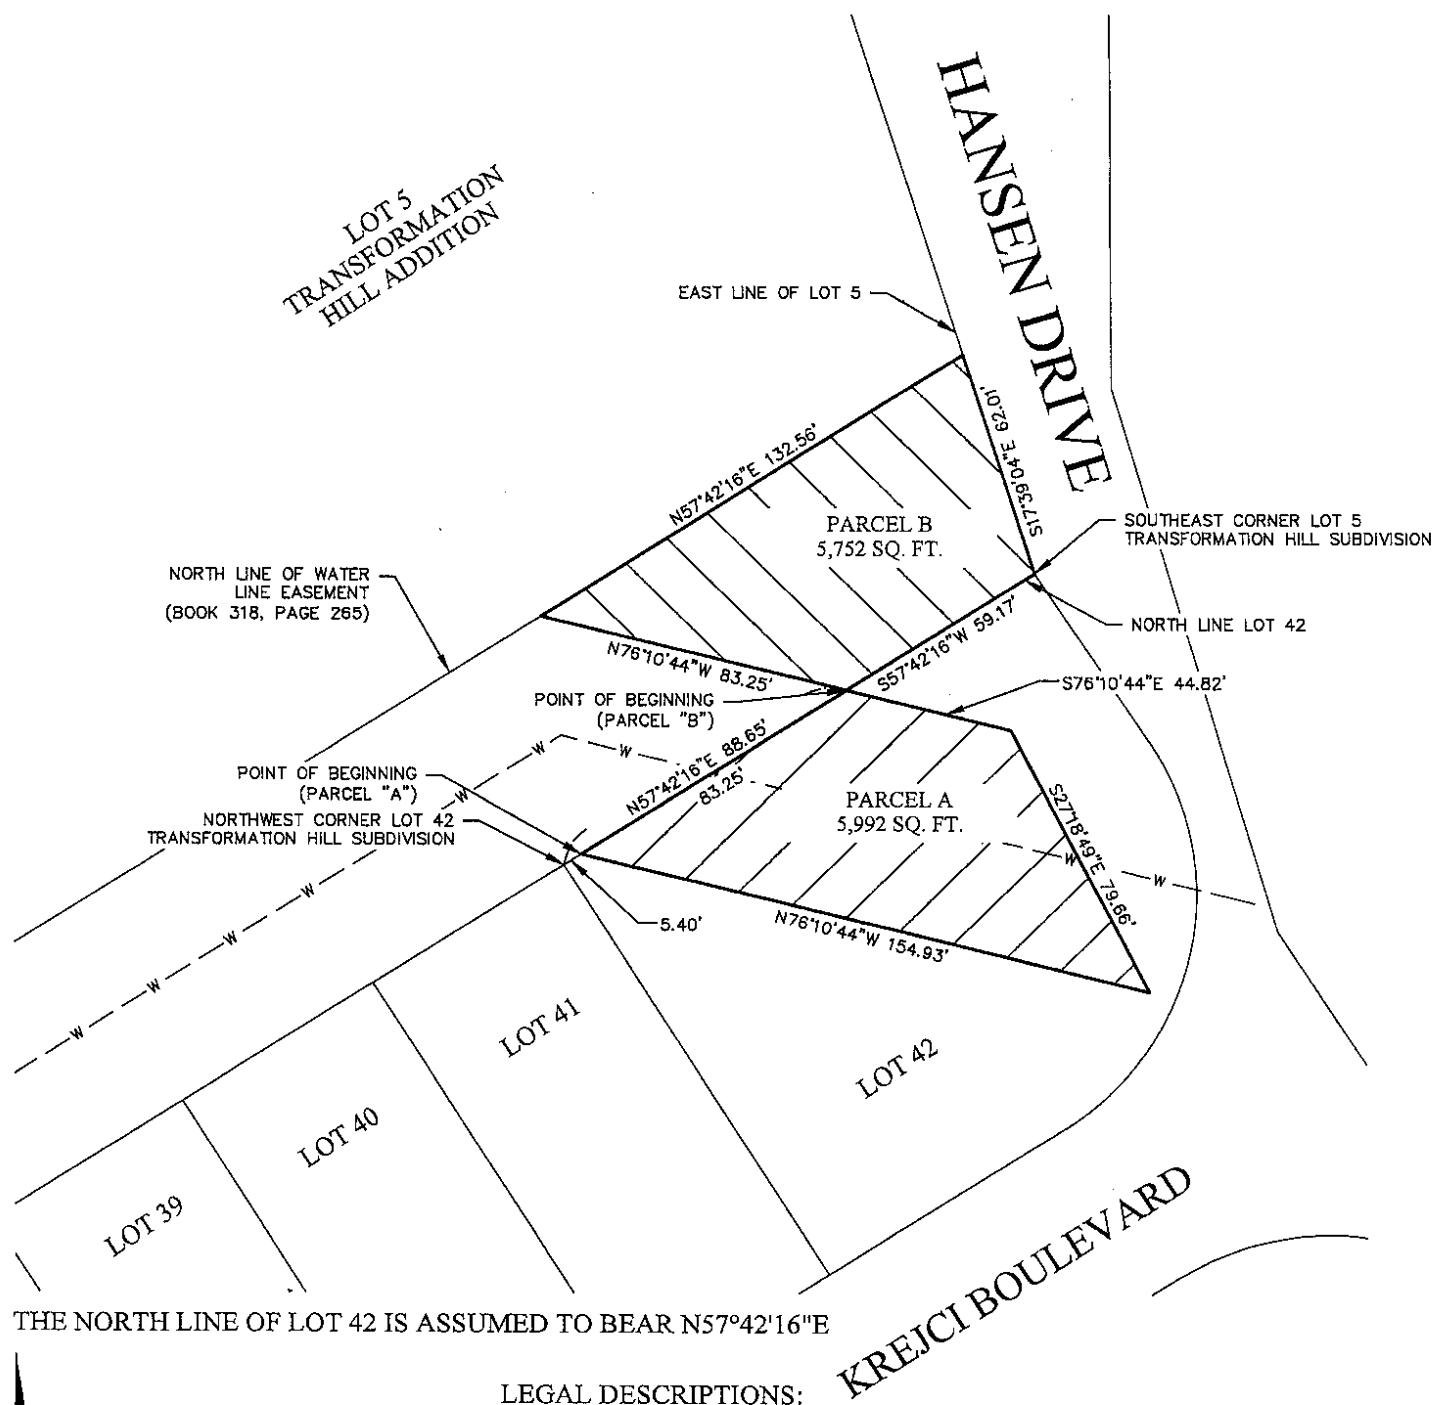 HANSEN DRIVE
LOT 5
TRANSFORMATION
HILL ADDITION
EAST LINE OF LOT 5
N57°42'16"E 132.56'
S17°39'04"E 62.01'
PARCEL B
5,752 SQ. FT.
SOUTHEAST CORNER LOT 5
TRANSFORMATION HILL SUBDIVISION
NORTH LINE OF WATER
LINE EASEMENT
(BOOK 318, PAGE 265)
NORTH LINE LOT 42
S57°42'16"W 59.17'
N76°10'44"W 83.25'
S76°10'44"E 44.82'
POINT OF BEGINNING
(PARCEL "B")
N57°42'16"E 88.65'
83.25'
W
W
W
POINT OF BEGINNING
(PARCEL "A")
PARCEL A
5,992 SQ. FT.
NORTHWEST CORNER LOT 42
TRANSFORMATION HILL SUBDIVISION
S27°18'49"E 79.66'
W
W
W
W
W
W
5.40'
N76°10'44"W 154.93'
LOT 41
LOT 42
LOT 40
LOT 39
KREJCI BOULEVARD
THE NORTH LINE OF LOT 42 IS ASSUMED TO BEAR N57°42'16"E
LEGAL DESCRIPTIONS: